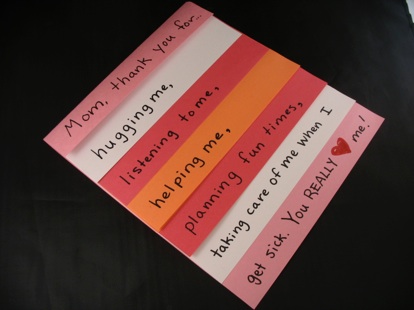 Mom, thank you for...
hugging me,
listening to me,
helping me,
planning fun times,
taking care of me when I
get sick. You REALLY ❤ me!